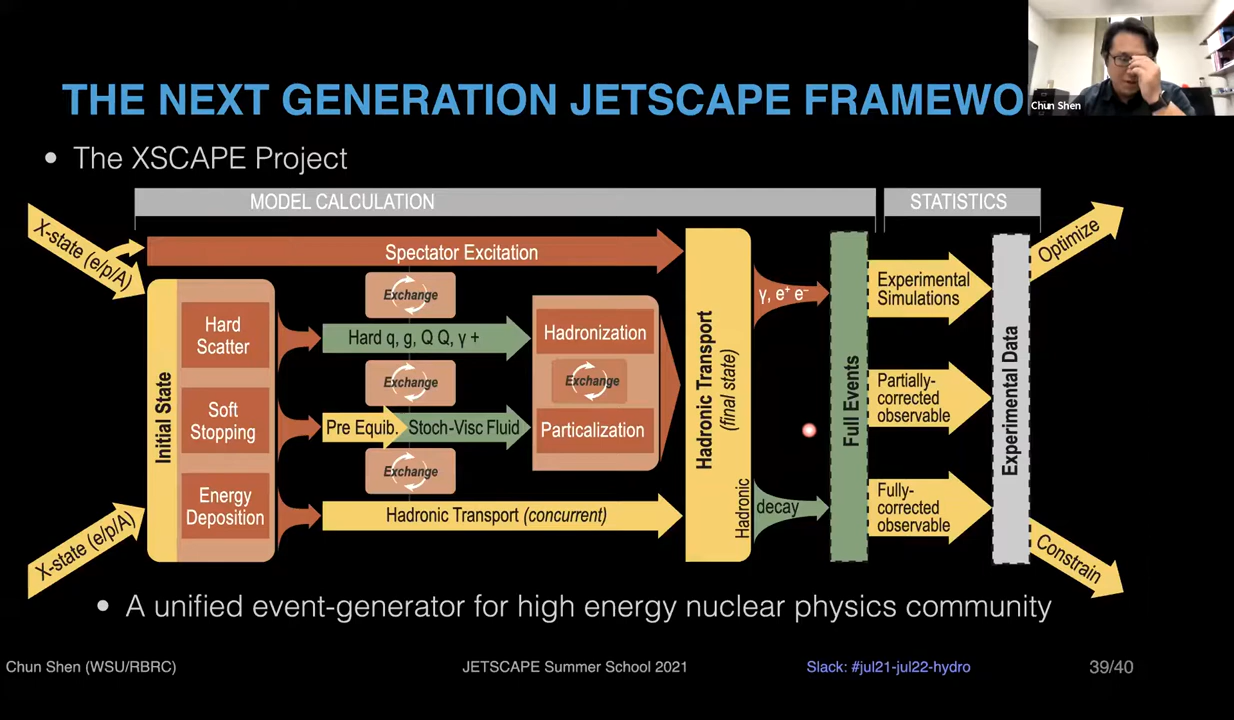 THE NEXT GENERATION JETSCAPE FRAMEWO
Chun Shen
• The XSCAPE Project
MODEL CALCULATION
STATISTICS
X-state (e/p/A)
Spectator Excitation
Exchange
Initial State
Hard
Scatter
Hard q, g, Q Q, γ +
Exchange
Soft
Stopping
Pre Equib.
Stoch-Visc Fluid
Exchange
Energy
Deposition
Hadronic Transport (concurrent)
X-state (e/p/A)
Hadronization
Exchange
Particalization
Hadronic Transport
(final state)
γ, e⁺ e⁻
Hadronic
decay
Full Events
Experimental
Simulations
Partially-
corrected
observable
Fully-
corrected
observable
Experimental Data
Optimize
Constrain
• A unified event-generator for high energy nuclear physics community
Chun Shen (WSU/RBRC)
JETSCAPE Summer School 2021
Slack: #jul21-jul22-hydro
39/40